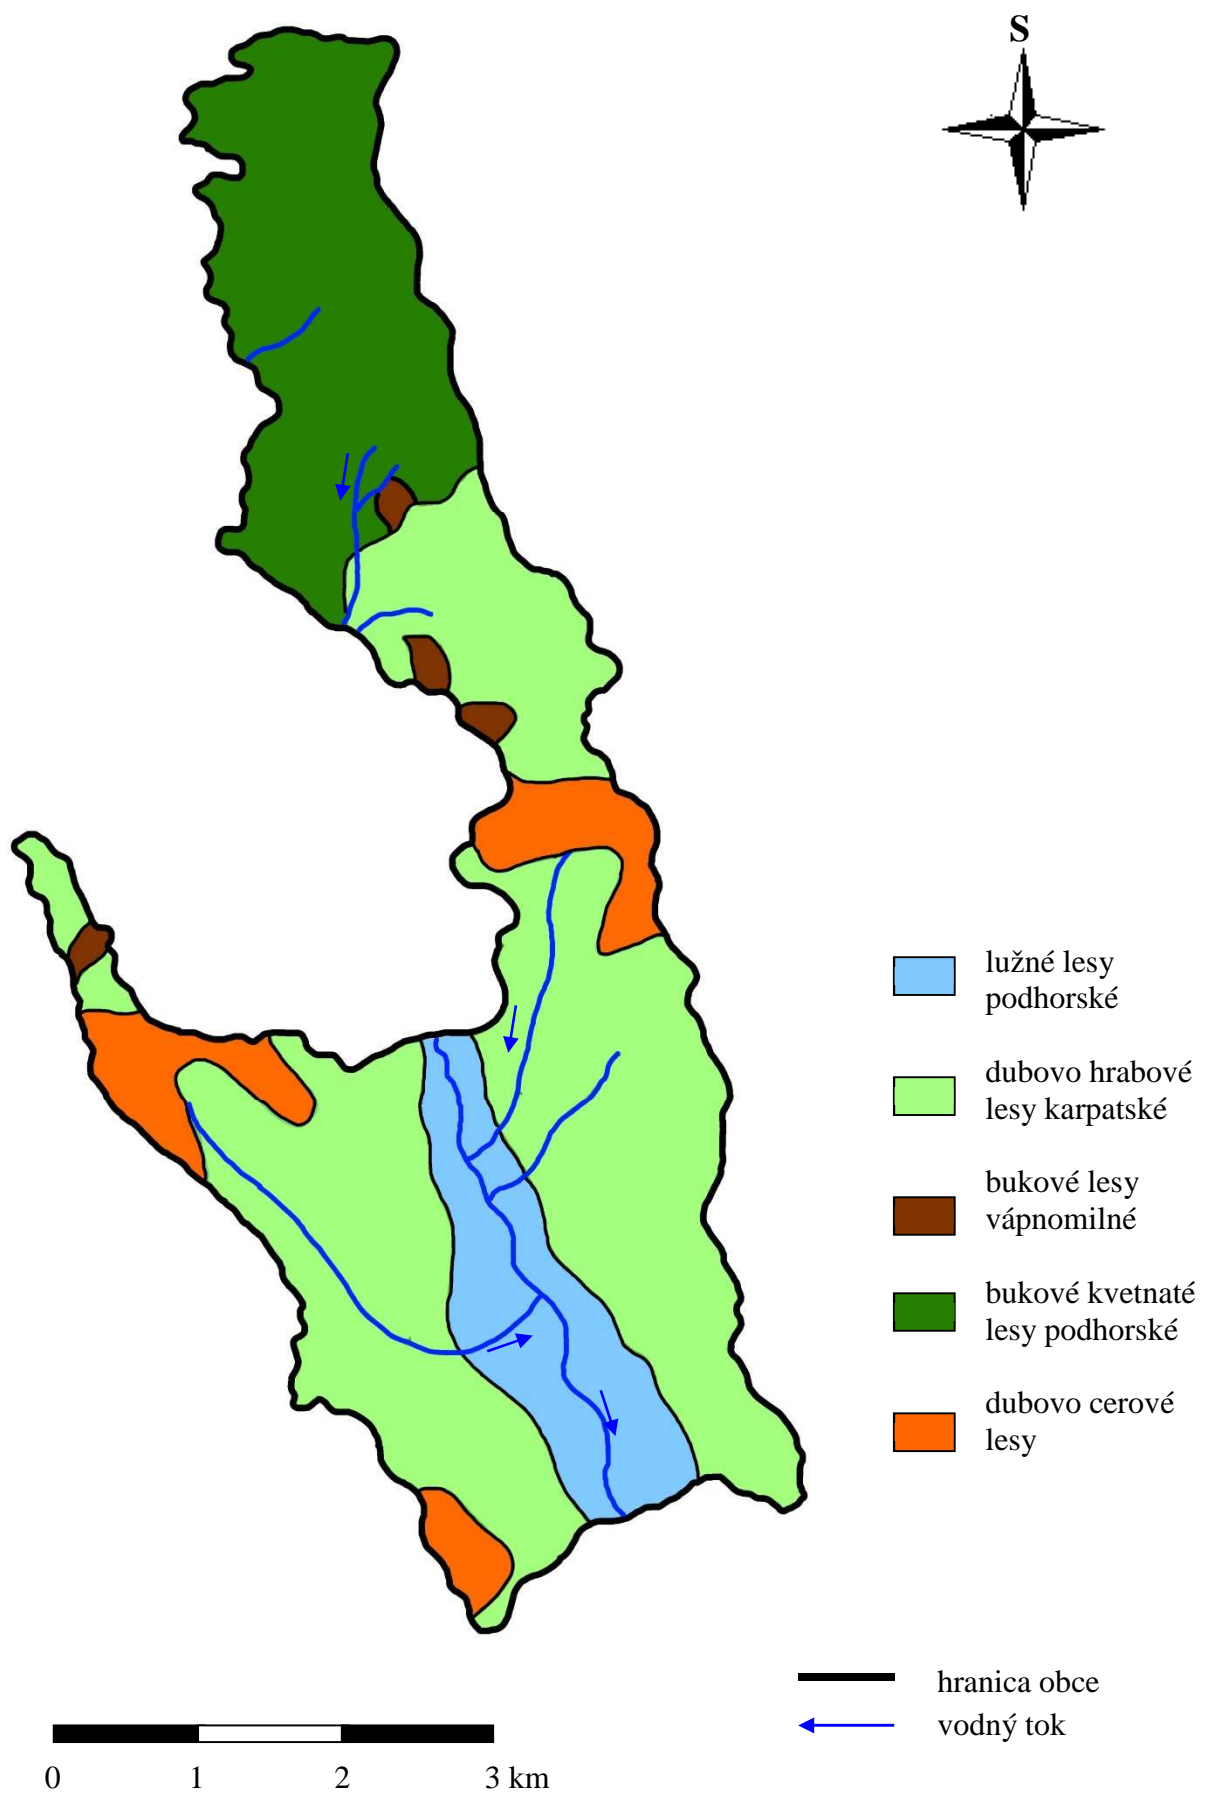 S
lužné lesy
podhorské
dubovo hrabové
lesy karpatské
bukové lesy
vápnomilné
bukové kvetnaté
lesy podhorské
dubovo cerové
lesy
hranica obce
vodný tok
0 1 2 3 km